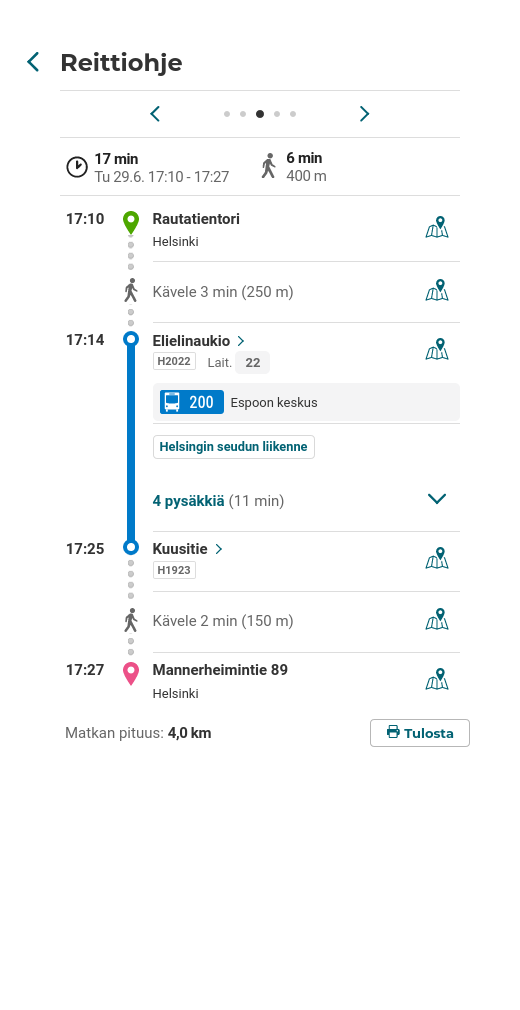 Reittiohje
17 min
Tu 29.6. 17:10 - 17:27
6 min
400 m
17:10
Rautatientori
Helsinki
Kävele 3 min (250 m)
17:14
Elielinaukio
H2022 Lait. 22
200 Espoon keskus
Helsingin seudun liikenne
4 pysäkkiä (11 min)
17:25
Kuusitie
H1923
Kävele 2 min (150 m)
17:27
Mannerheimintie 89
Helsinki
Matkan pituus: 4,0 km
Tulosta